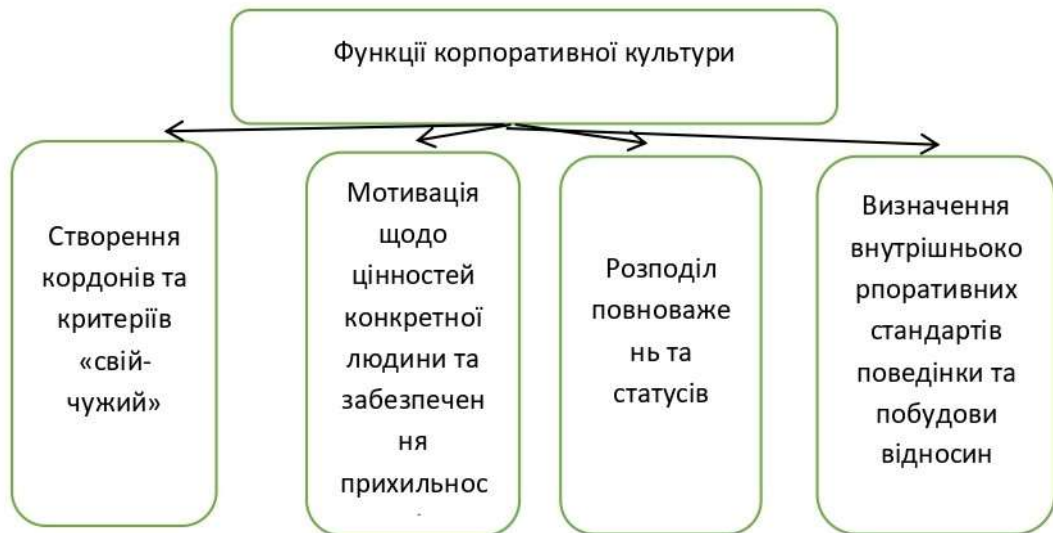 Функції корпоративної культури
Створення
кордонів та
критеріїв
«свій-
чужий»
Мотивація
щодо
цінностей
конкретної
людини та
забезпечен
ня
прихильнос
Розподіл
повноваже
нь та
статусів
Визначення
внутрішньоко
рпоративних
стандартів
поведінки та
побудови
відносин